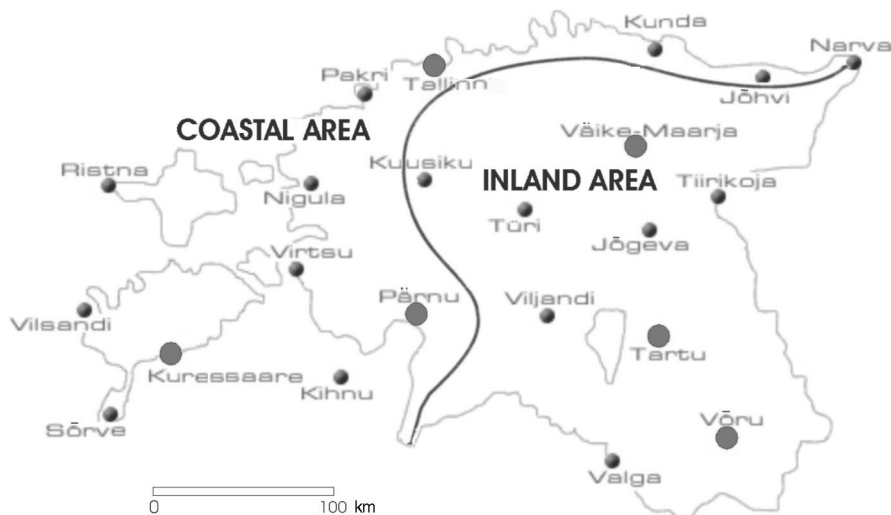 Kunda
Narva
Pakri
Tallinn
Jõhvi
COASTAL AREA
Väike-Maarja
Ristna
Kuusiku
INLAND AREA
Tiirikoja
Nigula
Türi
Jõgeva
Virtsu
Pärnu
Viljandi
Vilsandi
Tartu
Kuressaare
Kihnu
Võru
Sõrve
Valga
0 100 km